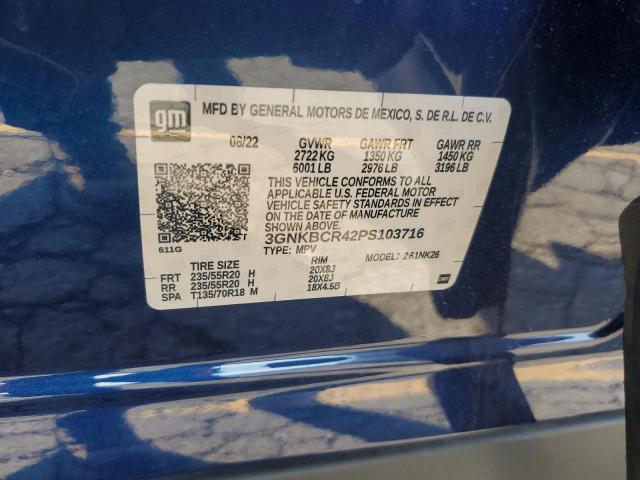 gm
MFD BY GENERAL MOTORS DE MEXICO, S. DE R.L. DE C.V.
08/22 GVWR GAWR FRT GAWR RR
2722 KG 1350 KG 1450 KG
6001 LB 2976 LB 3196 LB
THIS VEHICLE CONFORMS TO ALL
APPLICABLE U.S. FEDERAL MOTOR
VEHICLE SAFETY STANDARDS IN EFFECT
ON THE DATE OF MANUFACTURE
SHOWN ABOVE.
3GNKBCR42PS103716
611G
TYPE: MPV MODEL: 261NK26
TIRE SIZE RIM
FRT 235/55R20 H 20X8J
RR 235/55R20 H 20X8J
SPA T135/70R18 M 18X4.5B